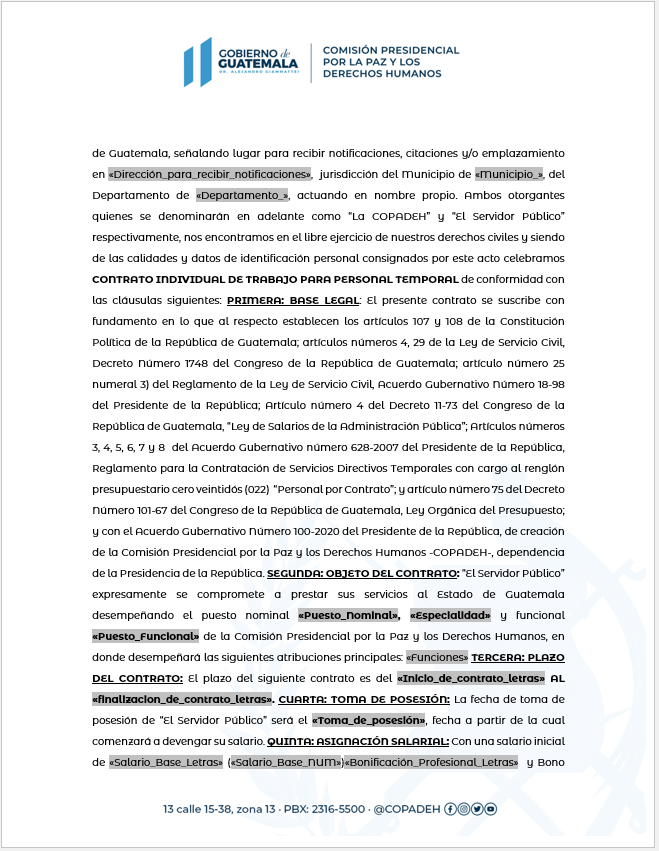 GOBIERNO de
GUATEMALA
DR. ALEJANDRO GIAMMATTEI
COMISIÓN PRESIDENCIAL
POR LA PAZ Y LOS
DERECHOS HUMANOS
de Guatemala, señalando lugar para recibir notificaciones, citaciones y/o emplazamiento
en «Dirección_para_recibir_notificaciones», jurisdicción del Municipio de «Municipio_», del
Departamento de «Departamento_», actuando en nombre propio. Ambos otorgantes
quienes se denominarán en adelante como “La COPADEH” y “El Servidor Público”
respectivamente, nos encontramos en el libre ejercicio de nuestros derechos civiles y siendo
de las calidades y datos de identificación personal consignados por este acto celebramos
CONTRATO INDIVIDUAL DE TRABAJO PARA PERSONAL TEMPORAL de conformidad con
las cláusulas siguientes: PRIMERA: BASE LEGAL: El presente contrato se suscribe con
fundamento en lo que al respecto establecen los artículos 107 y 108 de la Constitución
Política de la República de Guatemala; artículos números 4, 29 de la Ley de Servicio Civil,
Decreto Número 1748 del Congreso de la República de Guatemala; artículo número 25
numeral 3) del Reglamento de la Ley de Servicio Civil, Acuerdo Gubernativo Número 18-98
del Presidente de la República; Artículo número 4 del Decreto 11-73 del Congreso de la
República de Guatemala, “Ley de Salarios de la Administración Pública”; Artículos números
3, 4, 5, 6, 7 y 8 del Acuerdo Gubernativo número 628-2007 del Presidente de la República,
Reglamento para la Contratación de Servicios Directivos Temporales con cargo al renglón
presupuestario cero veintidós (022) “Personal por Contrato”; y artículo número 75 del Decreto
Número 101-67 del Congreso de la República de Guatemala, Ley Orgánica del Presupuesto;
y con el Acuerdo Gubernativo Número 100-2020 del Presidente de la República, de creación
de la Comisión Presidencial por la Paz y los Derechos Humanos -COPADEH-, dependencia
de la Presidencia de la República. SEGUNDA: OBJETO DEL CONTRATO: “El Servidor Público”
expresamente se compromete a prestar sus servicios al Estado de Guatemala
desempeñando el puesto nominal «Puesto_Nominal», «Especialidad» y funcional
«Puesto_Funcional» de la Comisión Presidencial por la Paz y los Derechos Humanos, en
donde desempeñará las siguientes atribuciones principales: «Funciones» TERCERA: PLAZO
DEL CONTRATO: El plazo del siguiente contrato es del «Inicio_de_contrato_letras» AL
«finalizacion_de_contrato_letras». CUARTA: TOMA DE POSESIÓN: La fecha de toma de
posesión de “El Servidor Público” será el «Toma_de_posesión», fecha a partir de la cual
comenzará a devengar su salario. QUINTA: ASIGNACIÓN SALARIAL: Con una salario inicial
de «Salario_Base_Letras» («Salario_Base_NUM»)«Bonificación_Profesional_Letras» y Bono
13 calle 15-38, zona 13 · PBX: 2316-5500 · @COPADEH